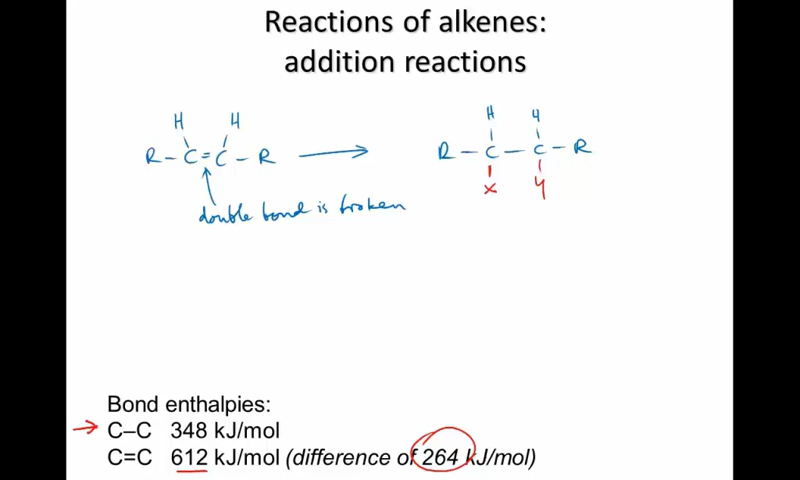 Reactions of alkenes:
addition reactions
H H H H
R – C = C – R → R – C – C – R
x y
double bond is broken
Bond enthalpies:
→ C–C 348 kJ/mol
C=C 612 kJ/mol (difference of 264 kJ/mol)